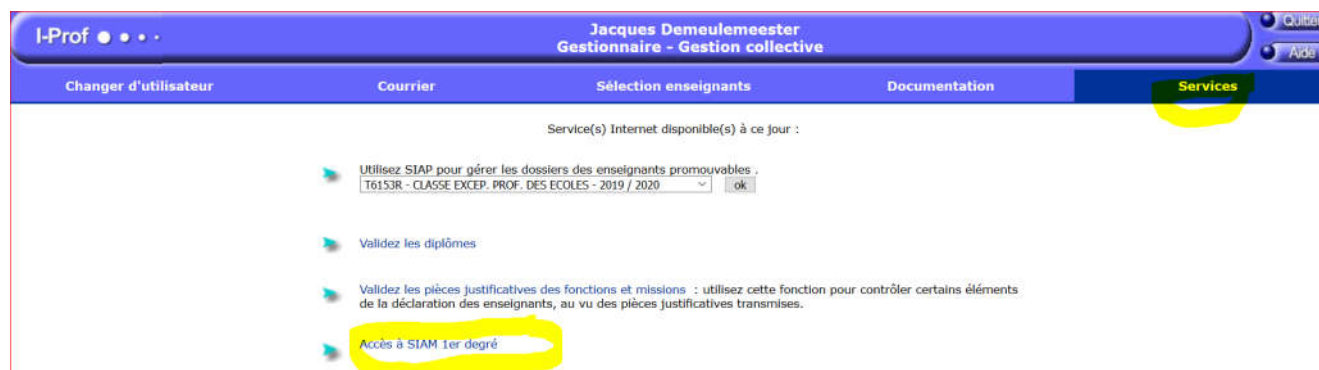 I-Prof
Jacques Demeulemeester
Gestionnaire - Gestion collective
Quitter
Aide
Changer d'utilisateur
Courrier
Sélection enseignants
Documentation
Services
Service(s) Internet disponible(s) à ce jour :
Utilisez SIAP pour gérer les dossiers des enseignants promouvables .
T6153R - CLASSE EXCEP. PROF. DES ECOLES - 2019 / 2020
ok
Validez les diplômes
Validez les pièces justificatives des fonctions et missions : utilisez cette fonction pour contrôler certains éléments
de la déclaration des enseignants, au vu des pièces justificatives transmises.
Accès à SIAM 1er degré